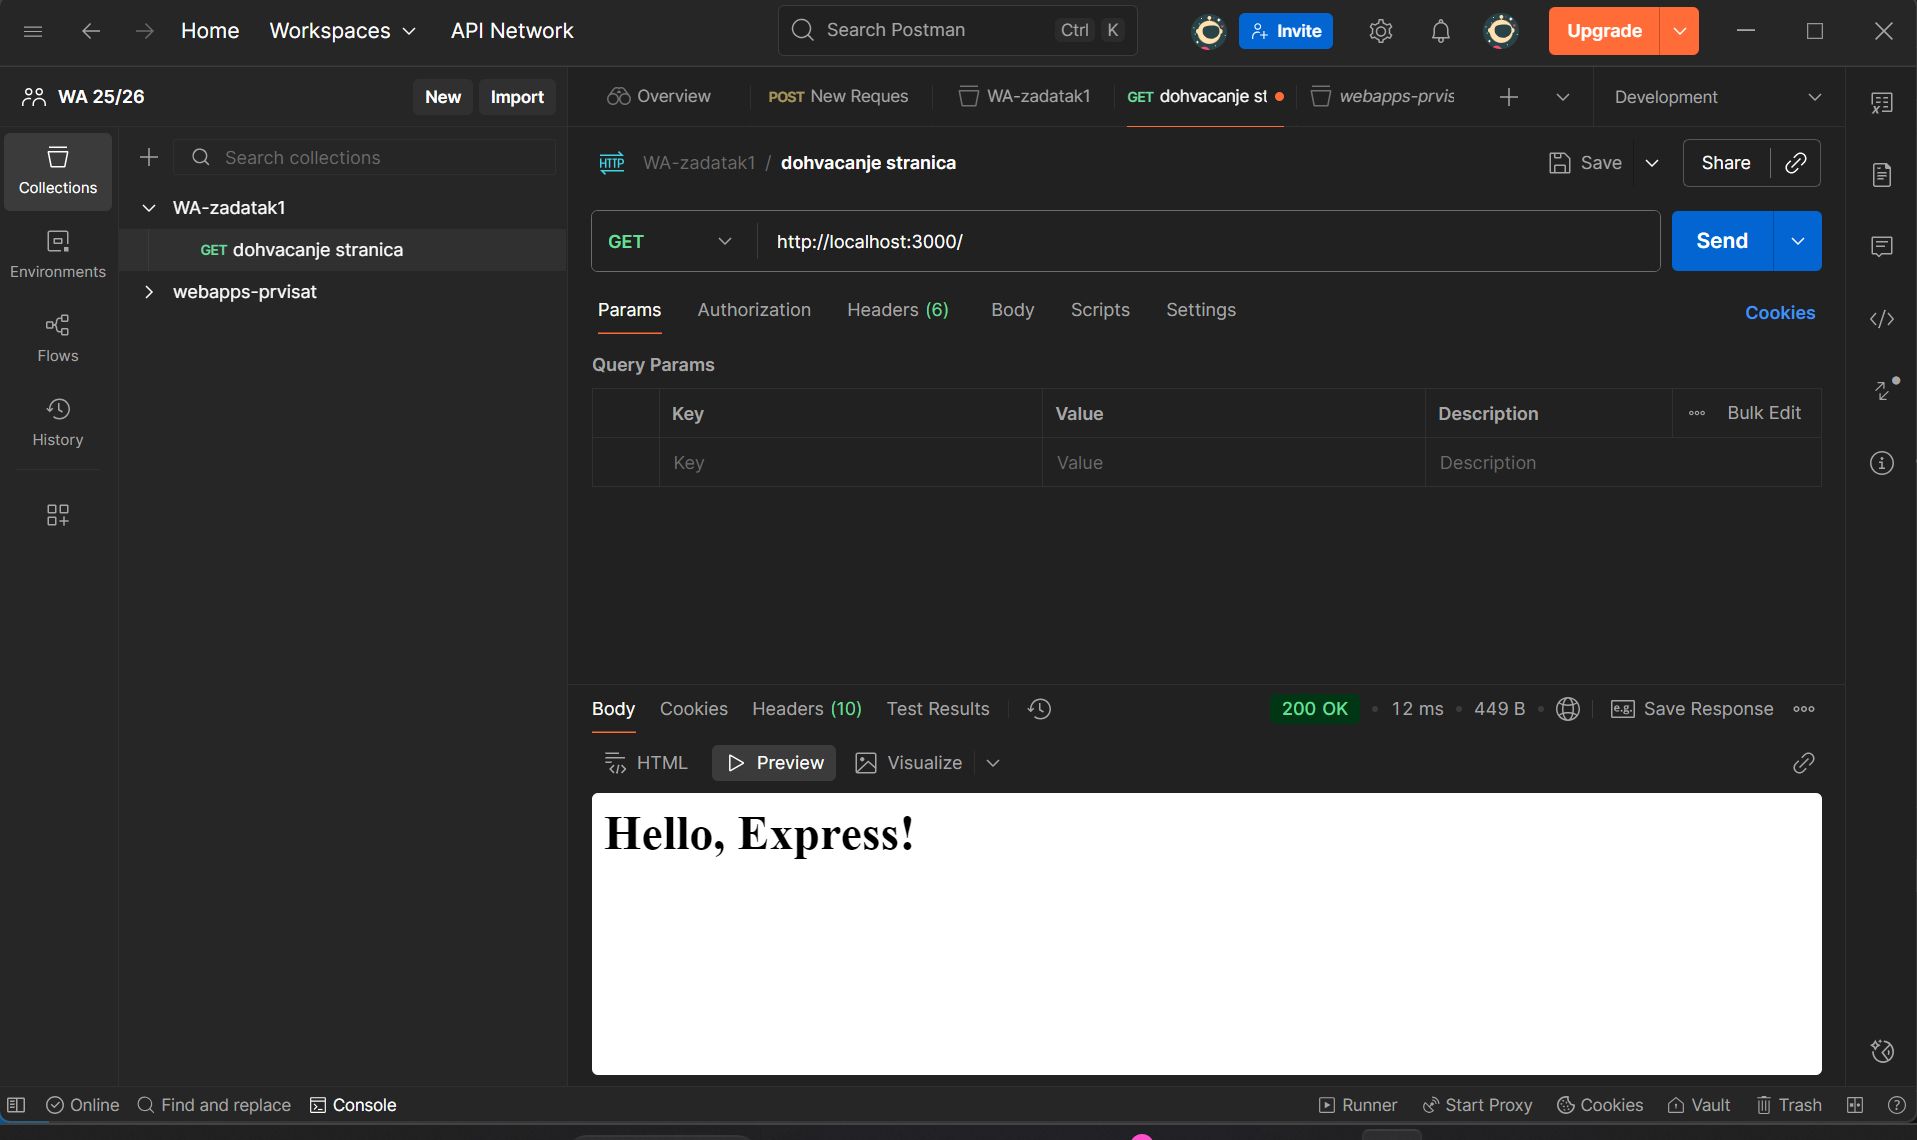 Home Workspaces API Network Search Postman Ctrl K Invite Upgrade
WA 25/26 New Import
Overview POST New Reques WA-zadatak1 GET dohvacanje st webapps-prvis Development
Collections
Environments
Flows
History
Search collections
WA-zadatak1
GET dohvacanje stranica
webapps-prvisat
HTTP WA-zadatak1 / dohvacanje stranica Save Share
GET http://localhost:3000/ Send
Params Authorization Headers (6) Body Scripts Settings Cookies
Query Params
Key Value Description Bulk Edit
Key Value Description
Body Cookies Headers (10) Test Results 200 OK • 12 ms • 449 B • e.g. Save Response
HTML Preview Visualize
Hello, Express!
Online Find and replace Console Runner Start Proxy Cookies Vault Trash